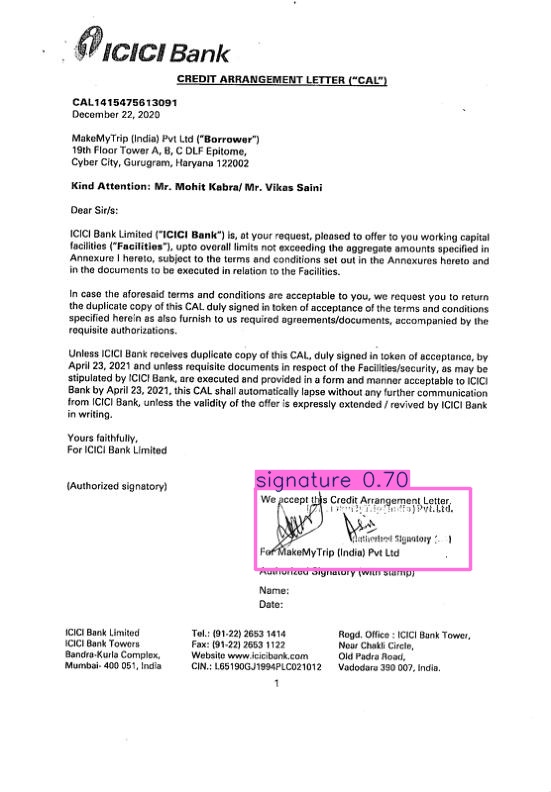 ICICI Bank
CREDIT ARRANGEMENT LETTER ("CAL")
CAL1415475613091
December 22, 2020
MakeMyTrip (India) Pvt Ltd ("Borrower")
19th Floor Tower A, B, C DLF Epitome,
Cyber City, Gurugram, Haryana 122002
Kind Attention: Mr. Mohit Kabra/ Mr. Vikas Saini
Dear Sir/s:
ICICI Bank Limited ("ICICI Bank") is, at your request, pleased to offer to you working capital
facilities ("Facilities"), upto overall limits not exceeding the aggregate amounts specified in
Annexure I hereto, subject to the terms and conditions set out in the Annexures hereto and
in the documents to be executed in relation to the Facilities.
In case the aforesaid terms and conditions are acceptable to you, we request you to return
the duplicate copy of this CAL duly signed in token of acceptance of the terms and conditions
specified herein as also furnish to us required agreements/documents, accompanied by the
requisite authorizations.
Unless ICICI Bank receives duplicate copy of this CAL, duly signed in token of acceptance, by
April 23, 2021 and unless requisite documents in respect of the Facilities/security, as may be
stipulated by ICICI Bank, are executed and provided in a form and manner acceptable to ICICI
Bank by April 23, 2021, this CAL shall automatically lapse without any further communication
from ICICI Bank, unless the validity of the offer is expressly extended / revived by ICICI Bank
in writing.
Yours faithfully,
For ICICI Bank Limited
(Authorized signatory)
signature 0.70
We accept this Credit Arrangement Letter.
(India) Pvt. Ltd.
(Authorised Signatory)
For MakeMyTrip (India) Pvt Ltd
Authorized Signatory (with stamp)
Name:
Date:
ICICI Bank Limited
ICICI Bank Towers
Bandra-Kurla Complex,
Mumbai- 400 051, India
Tel.: (91-22) 2653 1414
Fax: (91-22) 2653 1122
Website www.icicibank.com
CIN.: L65190GJ1994PLC021012
Regd. Office : ICICI Bank Tower,
Near Chakli Circle,
Old Padra Road,
Vadodara 390 007, India.
1